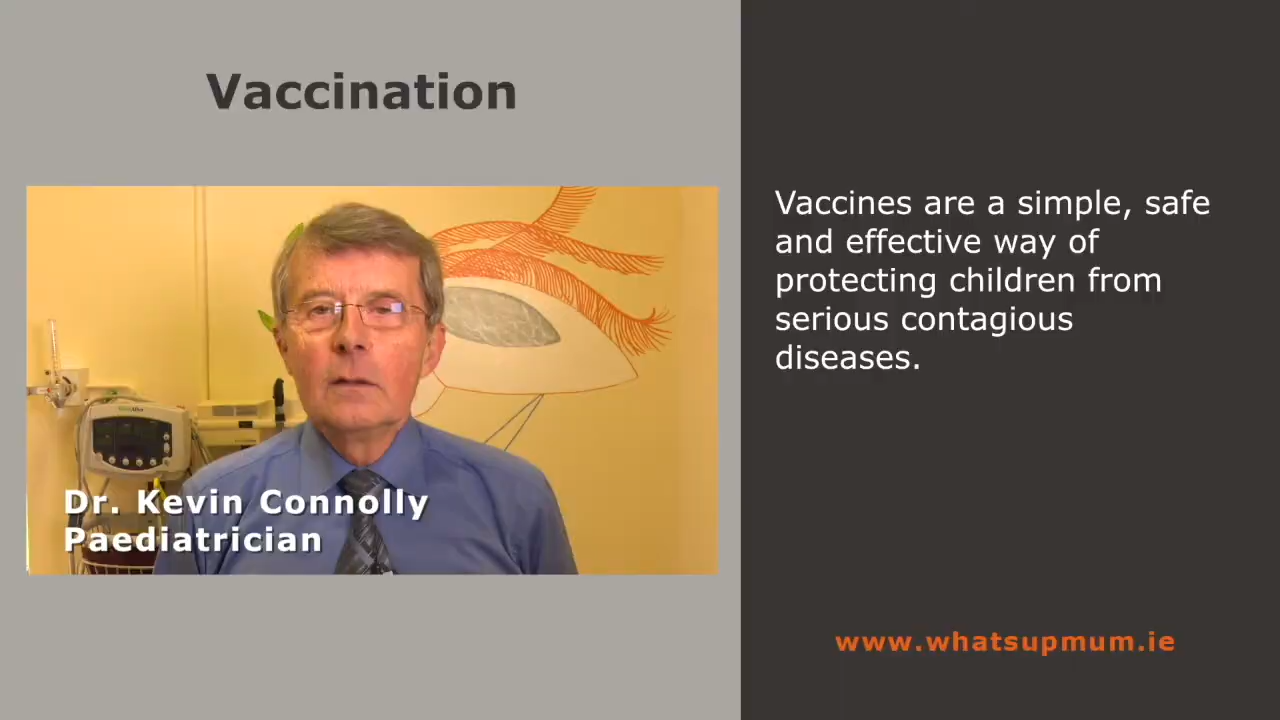 Vaccination
Dr. Kevin Connolly
Paediatrician
Vaccines are a simple, safe
and effective way of
protecting children from
serious contagious
diseases.
www.whatsupmum.ie